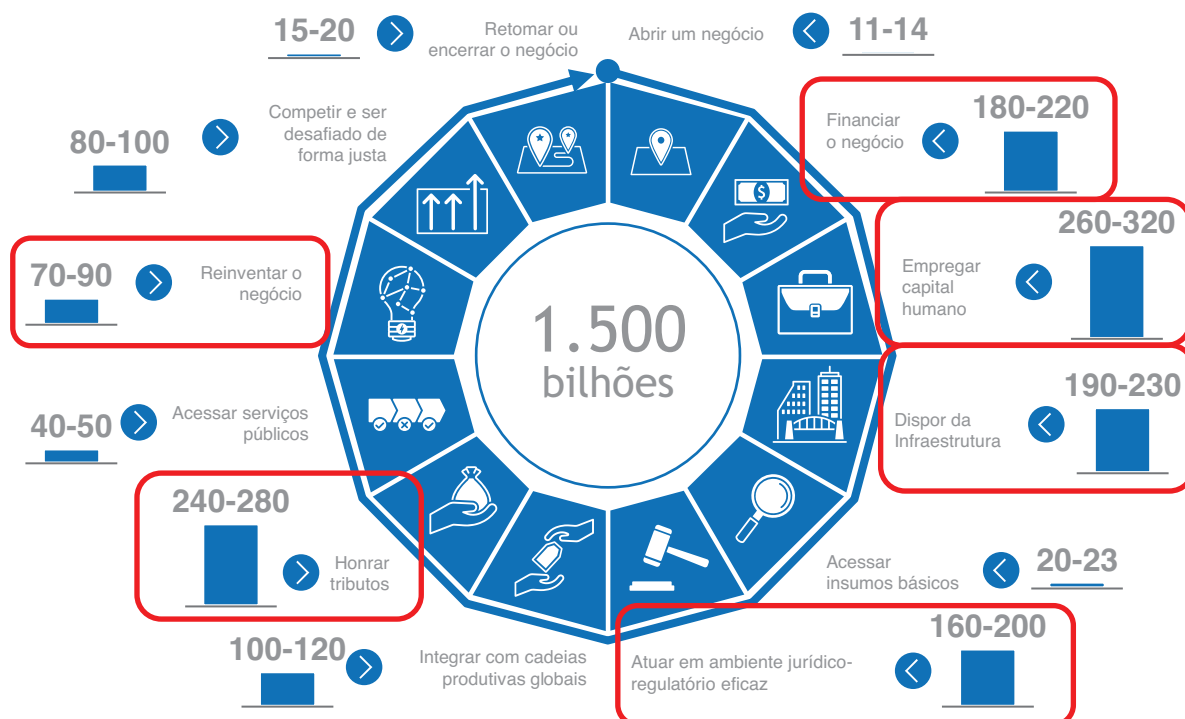 Abrir um negócio
11-14
Financiar
o negócio
180-220
Empregar
capital
humano
260-320
Dispor da
Infraestrutura
190-230
Acessar
insumos básicos
20-23
Atuar em ambiente jurídico-
regulatório eficaz
160-200
Integrar com cadeias
produtivas globais
100-120
Honrar
tributos
240-280
Acessar serviços
públicos
40-50
Reinventar o
negócio
70-90
Competir e ser
desafiado de
forma justa
80-100
Retomar ou
encerrar o negócio
15-20
1.500
bilhões
$